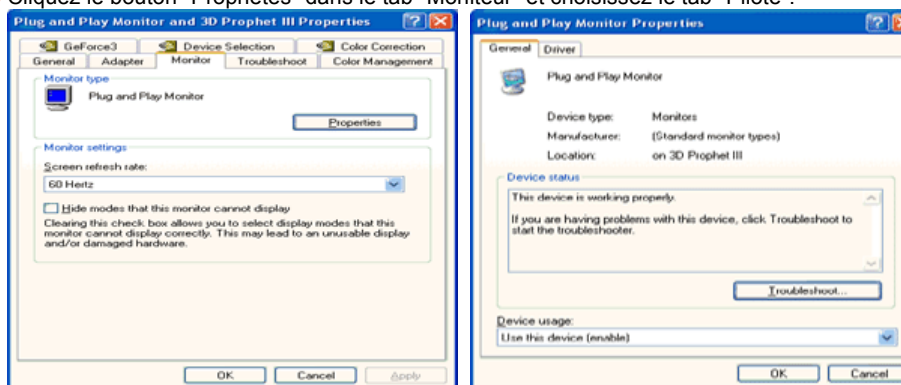 Cliquez le bouton "Propriétés" dans le tab "Moniteur" et choisissez le tab "Pilote".
Plug and Play Monitor and 3D Prophet III Properties
GeForce3 Device Selection Color Correction
General Adapter Monitor Troubleshoot Color Management
Monitor type
Plug and Play Monitor
Properties
Monitor settings
Screen refresh rate:
60 Hertz
Hide modes that this monitor cannot display
Clearing this check box allows you to select display modes that this
monitor cannot display correctly. This may lead to an unusable display
and/or damaged hardware.
OK Cancel Apply
Plug and Play Monitor Properties
General Driver
Plug and Play Monitor
Device type: Monitors
Manufacturer: (Standard monitor types)
Location: on 3D Prophet III
Device status
This device is working properly.
If you are having problems with this device, click Troubleshoot to
start the troubleshooter.
Troubleshoot...
Device usage:
Use this device (enable)
OK Cancel